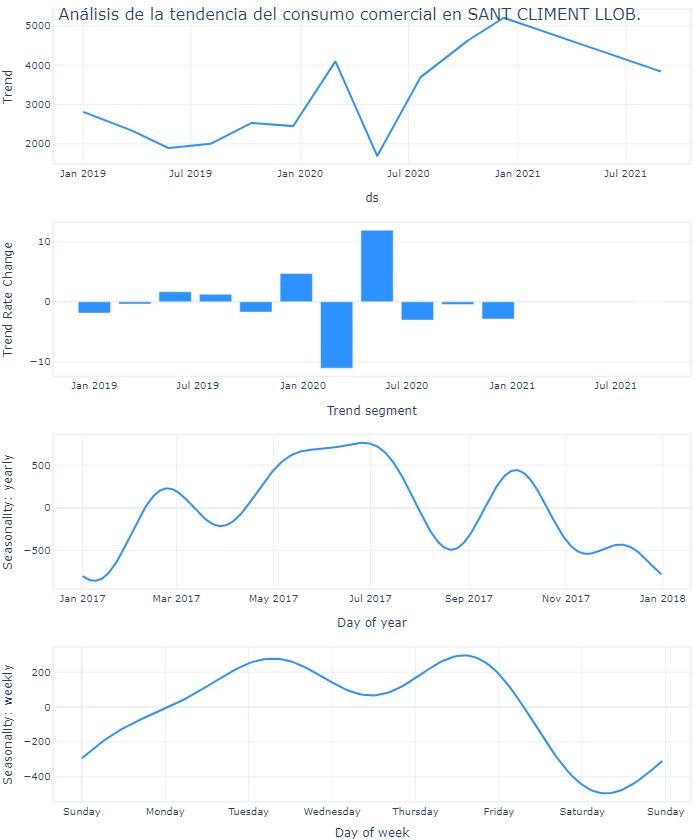 Análisis de la tendencia del consumo comercial en SANT CLIMENT LLOB.
5000
4000
3000
2000
Trend
Jan 2019 Jul 2019 Jan 2020 Jul 2020 Jan 2021 Jul 2021
ds
10
0
−10
Trend Rate Change
Jan 2019 Jul 2019 Jan 2020 Jul 2020 Jan 2021 Jul 2021
Trend segment
500
0
−500
Seasonality: yearly
Jan 2017 Mar 2017 May 2017 Jul 2017 Sep 2017 Nov 2017 Jan 2018
Day of year
200
0
−200
−400
Seasonality: weekly
Sunday Monday Tuesday Wednesday Thursday Friday Saturday Sunday
Day of week